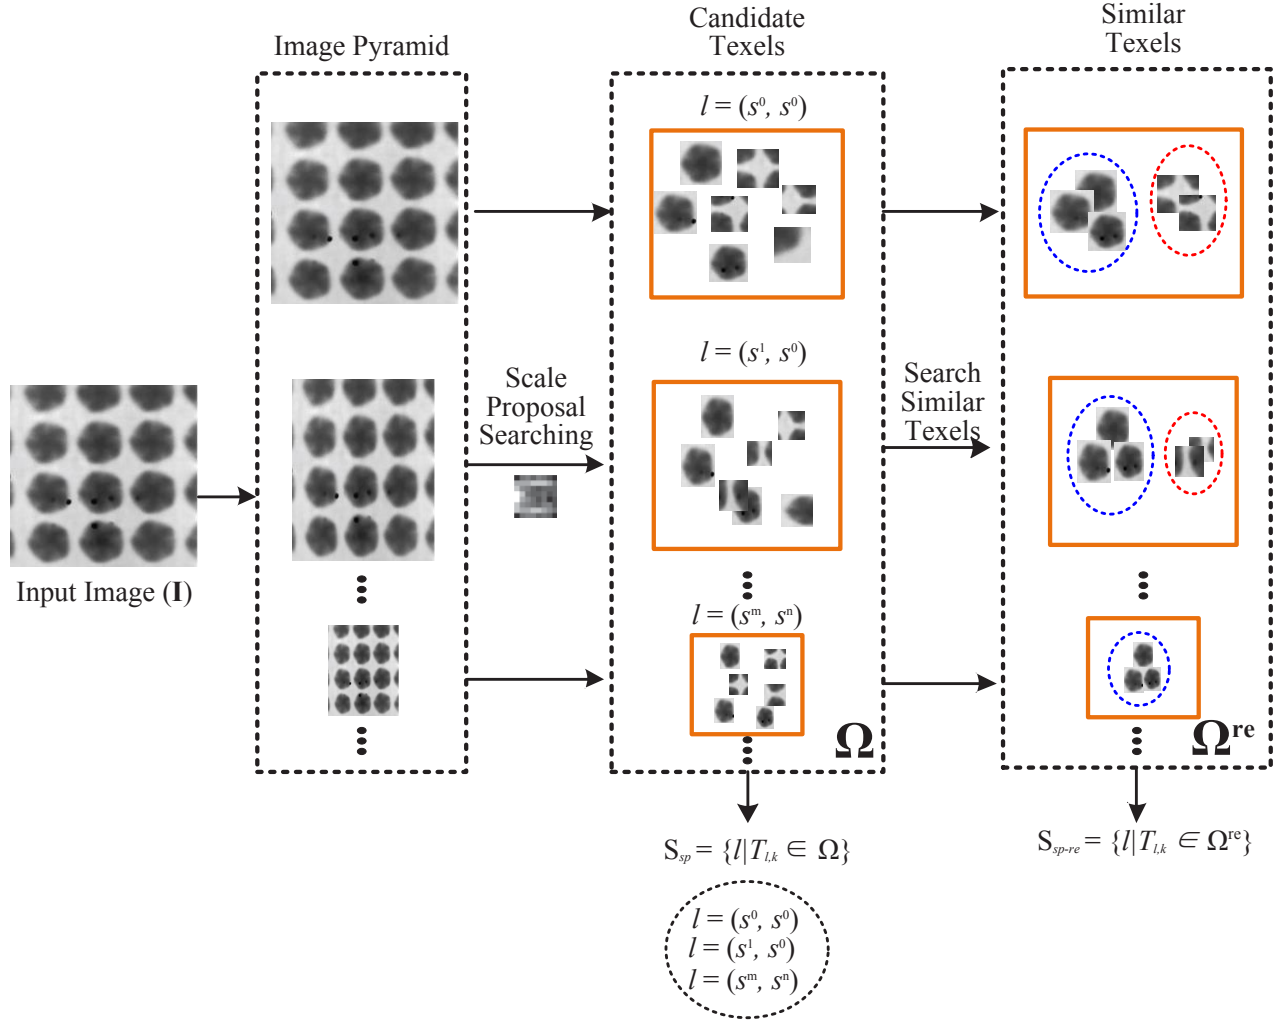 Image Pyramid
Candidate
Texels
Similar
Texels
l = (s⁰, s⁰)
l = (s¹, s⁰)
Scale
Proposal
Searching
Search
Similar
Texels
Input Image (I)
l = (sᵐ, sⁿ)
Ω
Ωʳᵉ
S_sp = {l|T_l,k ∈ Ω}
S_sp-re = {l|T_l,k ∈ Ωʳᵉ}
l = (s⁰, s⁰)
l = (s¹, s⁰)
l = (sᵐ, sⁿ)